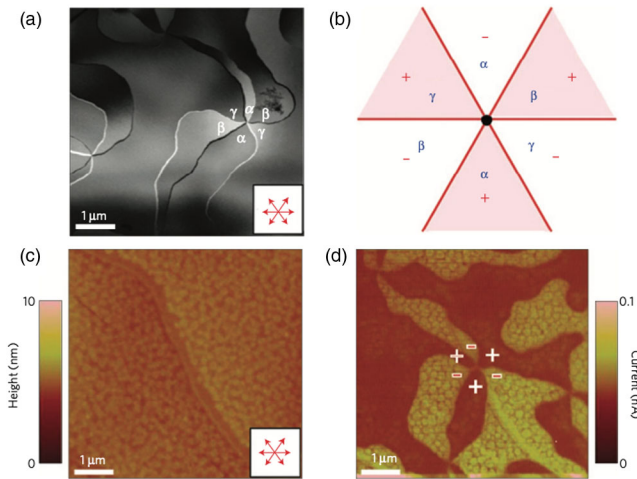 (a)
γ α β
β α γ
1 μm
(b)
−
α
+ γ
β +
− β
γ −
α
+
(c)
10
Height (nm)
0
1 μm
(d)
− 
+ +
− −
+
1 μm
0.1
Current (nA)
0